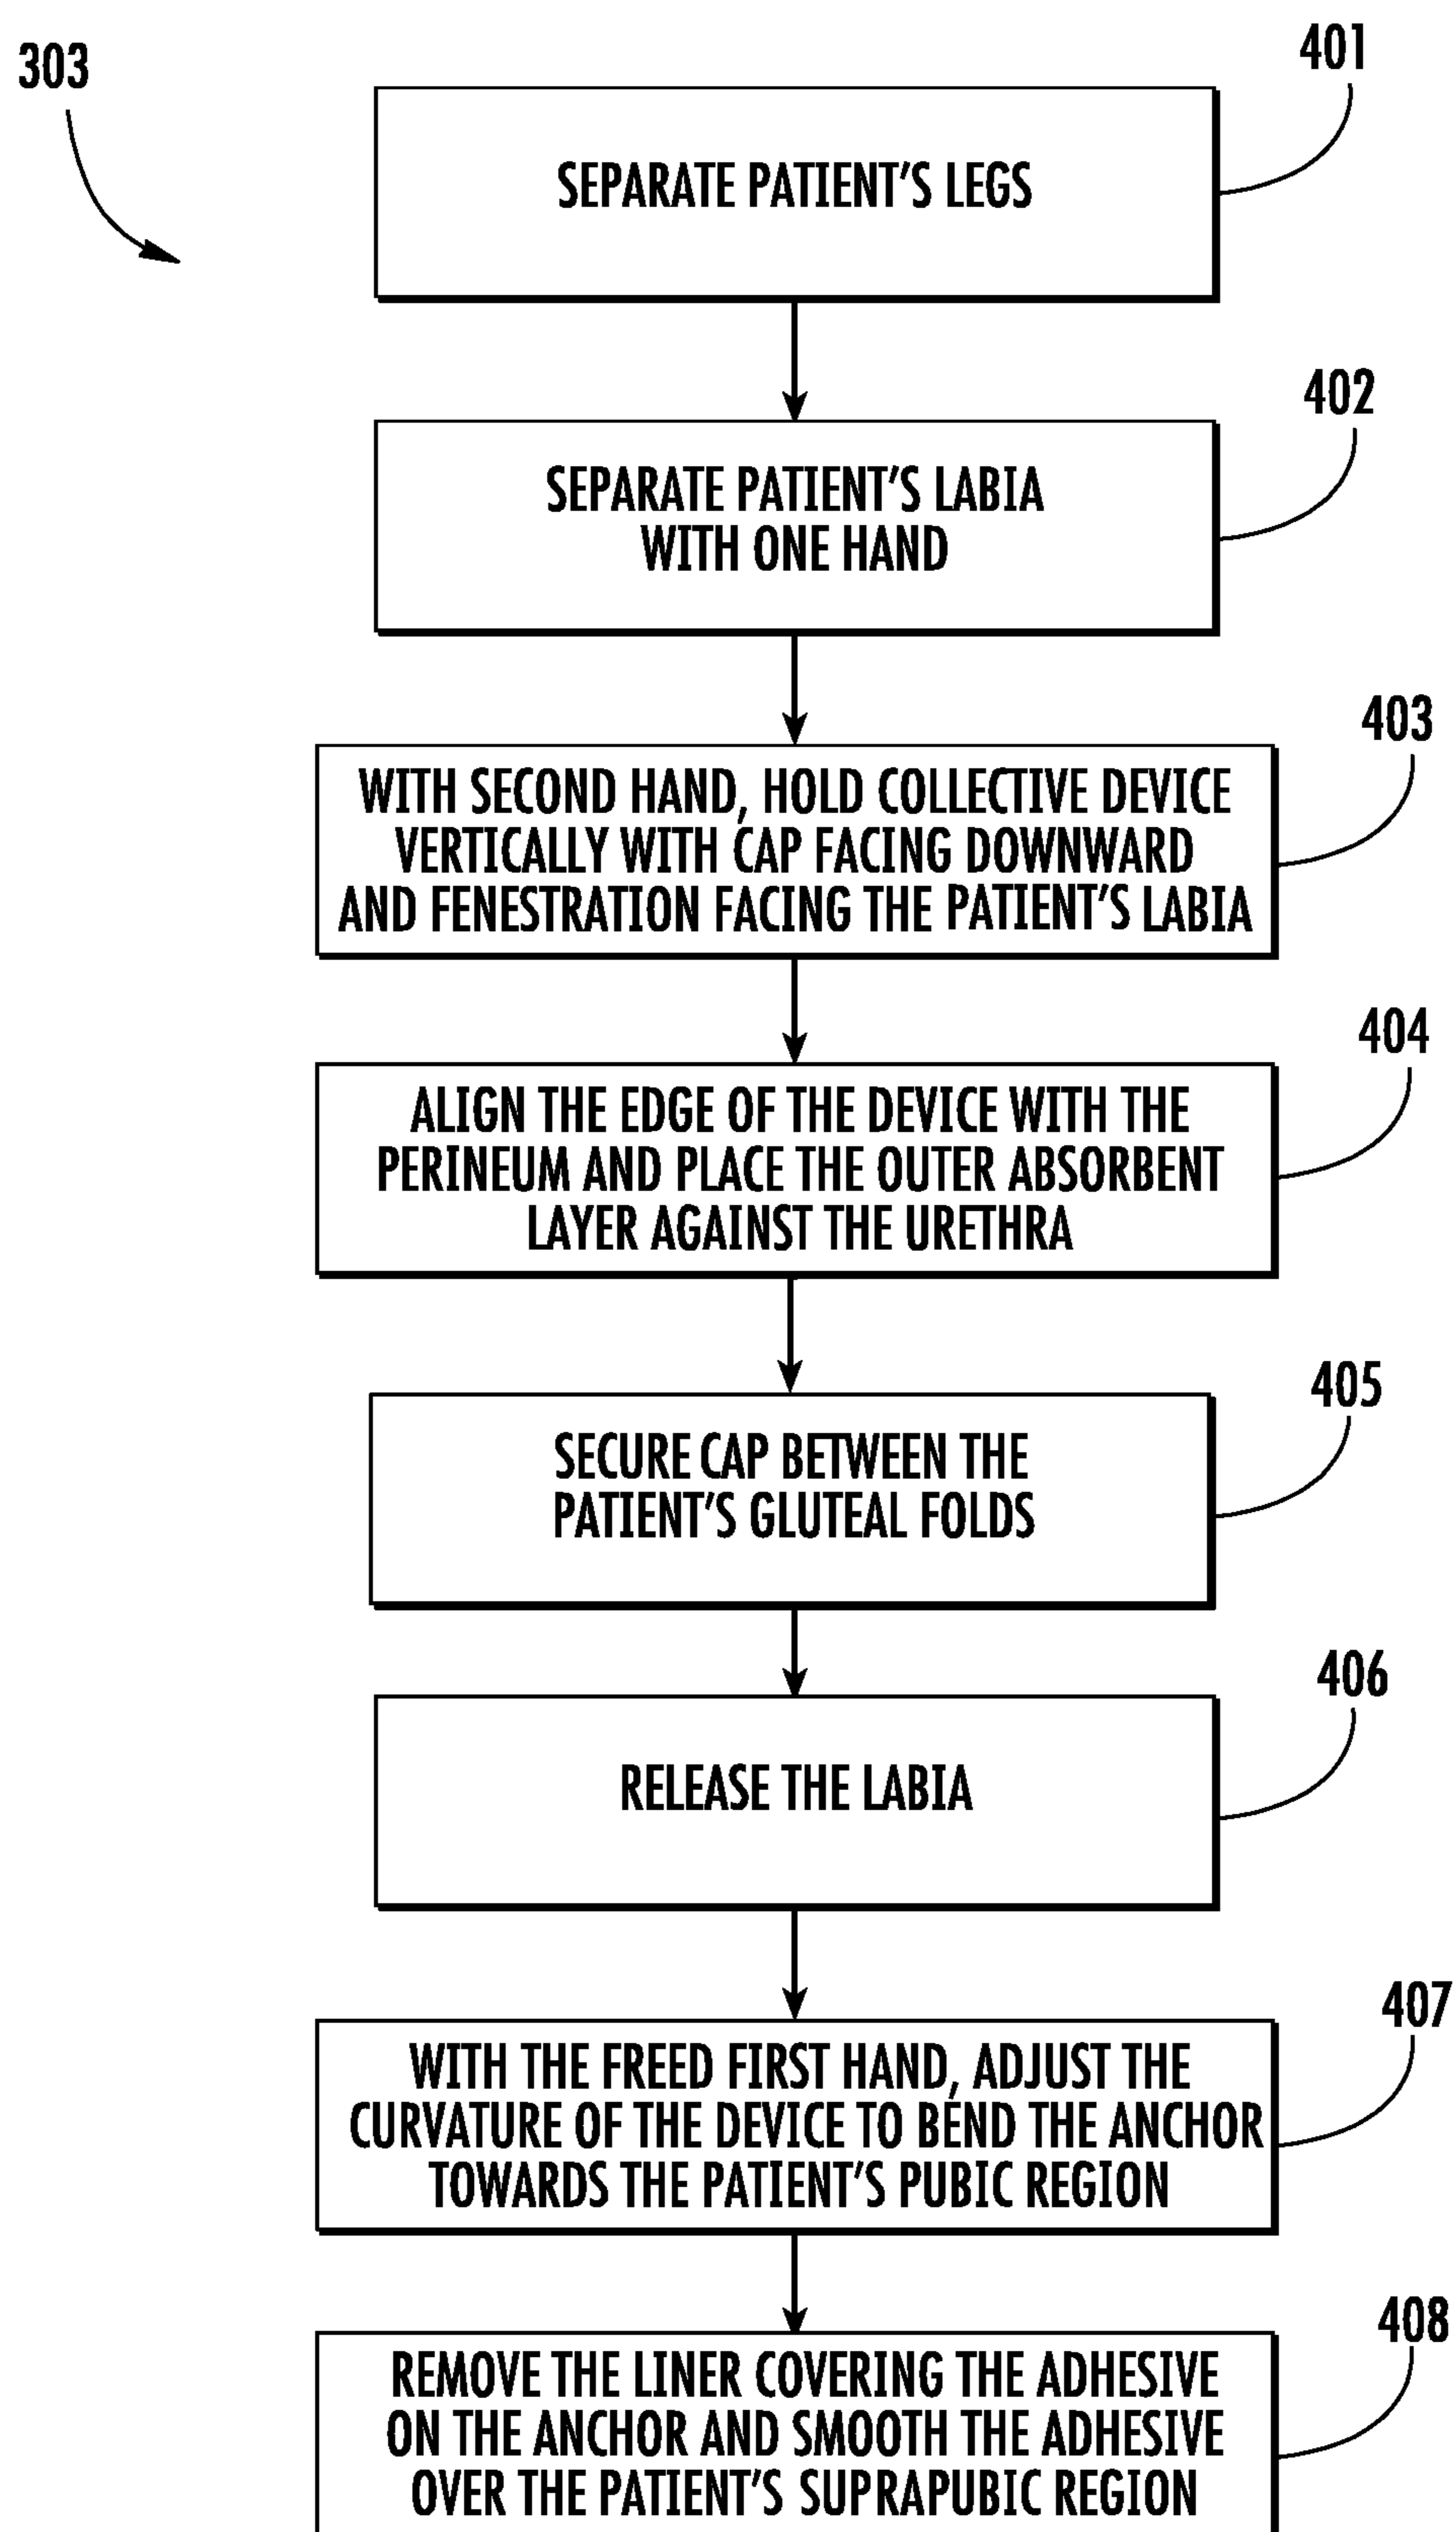 303
401
SEPARATE PATIENT'S LEGS
402
SEPARATE PATIENT'S LABIA
WITH ONE HAND
403
WITH SECOND HAND, HOLD COLLECTIVE DEVICE
VERTICALLY WITH CAP FACING DOWNWARD
AND FENESTRATION FACING THE PATIENT'S LABIA
404
ALIGN THE EDGE OF THE DEVICE WITH THE
PERINEUM AND PLACE THE OUTER ABSORBENT
LAYER AGAINST THE URETHRA
405
SECURE CAP BETWEEN THE
PATIENT'S GLUTEAL FOLDS
406
RELEASE THE LABIA
407
WITH THE FREED FIRST HAND, ADJUST THE
CURVATURE OF THE DEVICE TO BEND THE ANCHOR
TOWARDS THE PATIENT'S PUBIC REGION
408
REMOVE THE LINER COVERING THE ADHESIVE
ON THE ANCHOR AND SMOOTH THE ADHESIVE
OVER THE PATIENT'S SUPRAPUBIC REGION